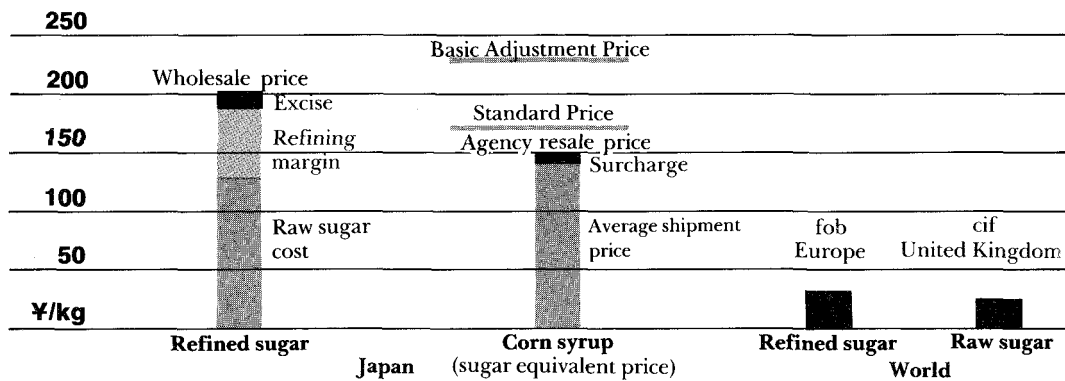 250
Basic Adjustment Price
Wholesale price
200
Excise
Standard Price
Refining
margin
150
Agency resale price
Surcharge
100
Raw sugar
cost
Average shipment
price
fob
Europe
cif
United Kingdom
50
¥/kg
Refined sugar
Corn syrup
Refined sugar
Raw sugar
Japan
(sugar equivalent price)
World